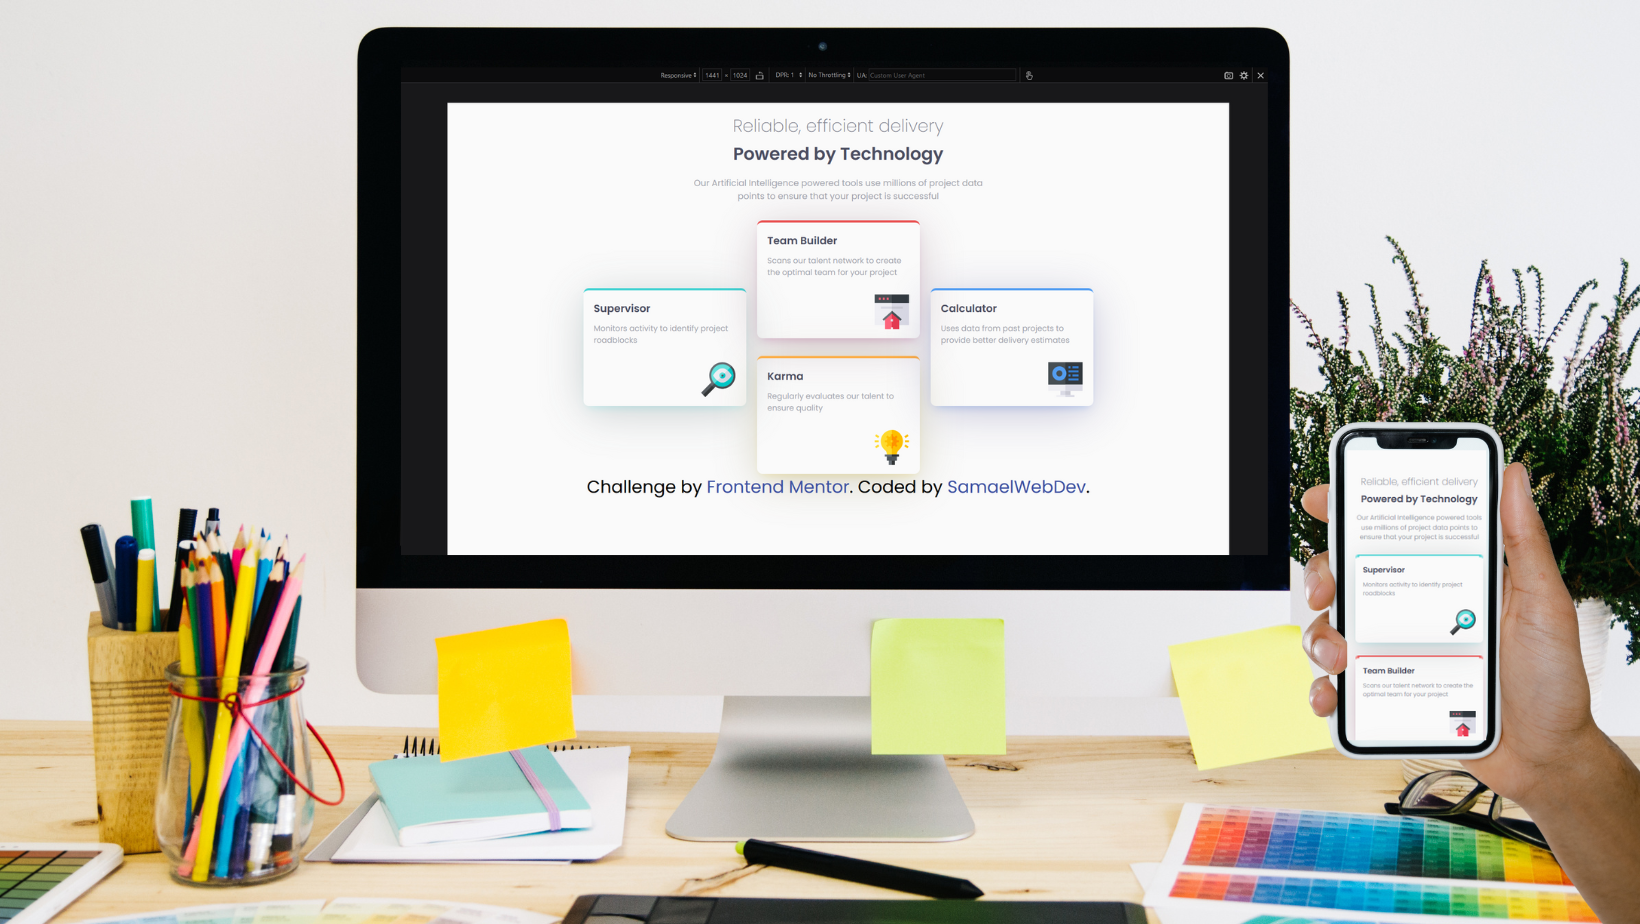 Responsive
1441 × 1024
DPR: 1
No Throttling
UA: Custom User Agent
Reliable, efficient delivery
Powered by Technology
Our Artificial Intelligence powered tools use millions of project data
points to ensure that your project is successful
Team Builder
Scans our talent network to create
the optimal team for your project
Supervisor
Monitors activity to identify project
roadblocks
Calculator
Uses data from past projects to
provide better delivery estimates
Karma
Regularly evaluates our talent to
ensure quality
Challenge by Frontend Mentor. Coded by SamaelWebDev.
Reliable, efficient delivery
Powered by Technology
Our Artificial Intelligence powered tools
use millions of project data points to
ensure that your project is successful
Supervisor
Monitors activity to identify project
roadblocks
Team Builder
Scans our talent network to create the
optimal team for your project